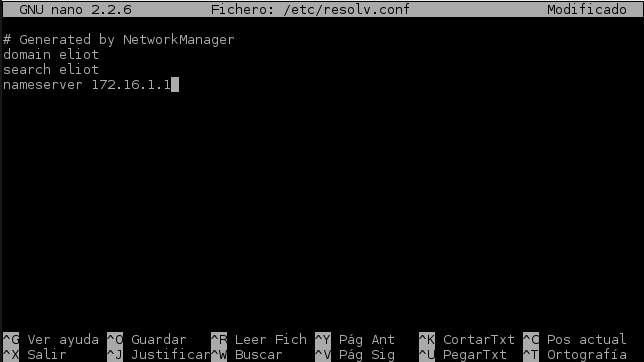 GNU nano 2.2.6 Fichero: /etc/resolv.conf Modificado
# Generated by NetworkManager
domain eliot
search eliot
nameserver 172.16.1.1
^G Ver ayuda ^O Guardar ^R Leer Fich ^Y Pág Ant ^K CortarTxt ^C Pos actual
^X Salir ^J Justificar ^W Buscar ^V Pág Sig ^U PegarTxt ^T Ortografía